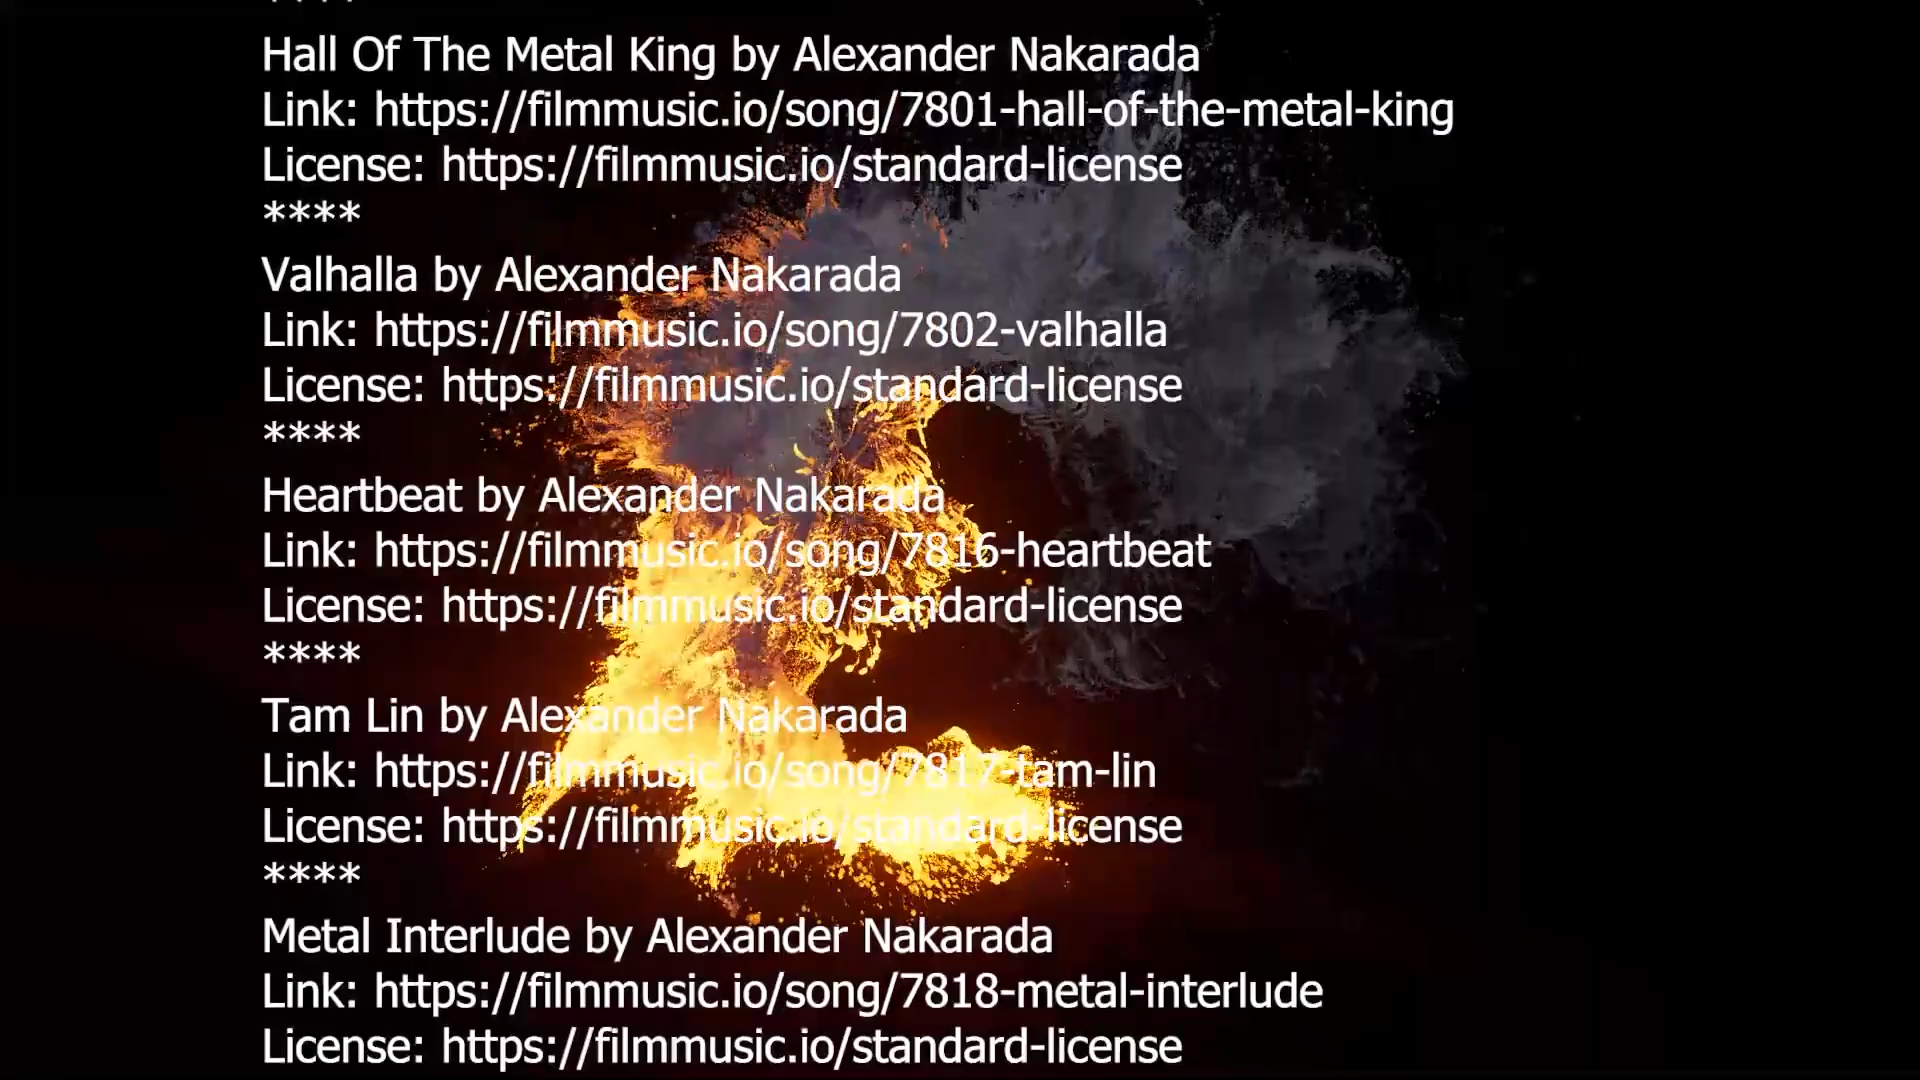 Hall Of The Metal King by Alexander Nakarada
Link: https://filmmusic.io/song/7801-hall-of-the-metal-king
License: https://filmmusic.io/standard-license
****
Valhalla by Alexander Nakarada
Link: https://filmmusic.io/song/7802-valhalla
License: https://filmmusic.io/standard-license
****
Heartbeat by Alexander Nakarada
Link: https://filmmusic.io/song/7816-heartbeat
License: https://filmmusic.io/standard-license
****
Tam Lin by Alexander Nakarada
Link: https://filmmusic.io/song/7817-tam-lin
License: https://filmmusic.io/standard-license
****
Metal Interlude by Alexander Nakarada
Link: https://filmmusic.io/song/7818-metal-interlude
License: https://filmmusic.io/standard-license